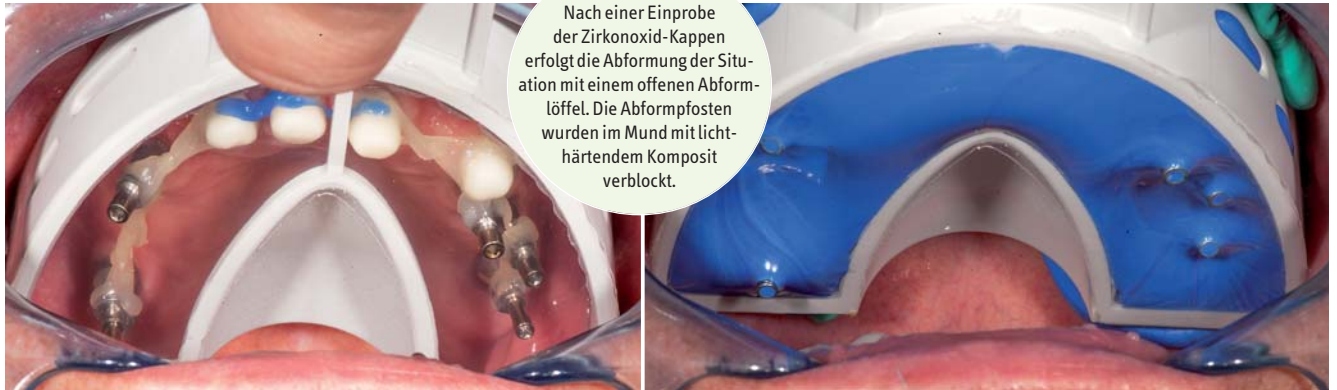 Nach einer Einprobe
der Zirkonoxid-Kappen
erfolgt die Abformung der Situ-
ation mit einem offenen Abform-
löffel. Die Abformpfosten
wurden im Mund mit licht-
härtendem Komposit
verblockt.